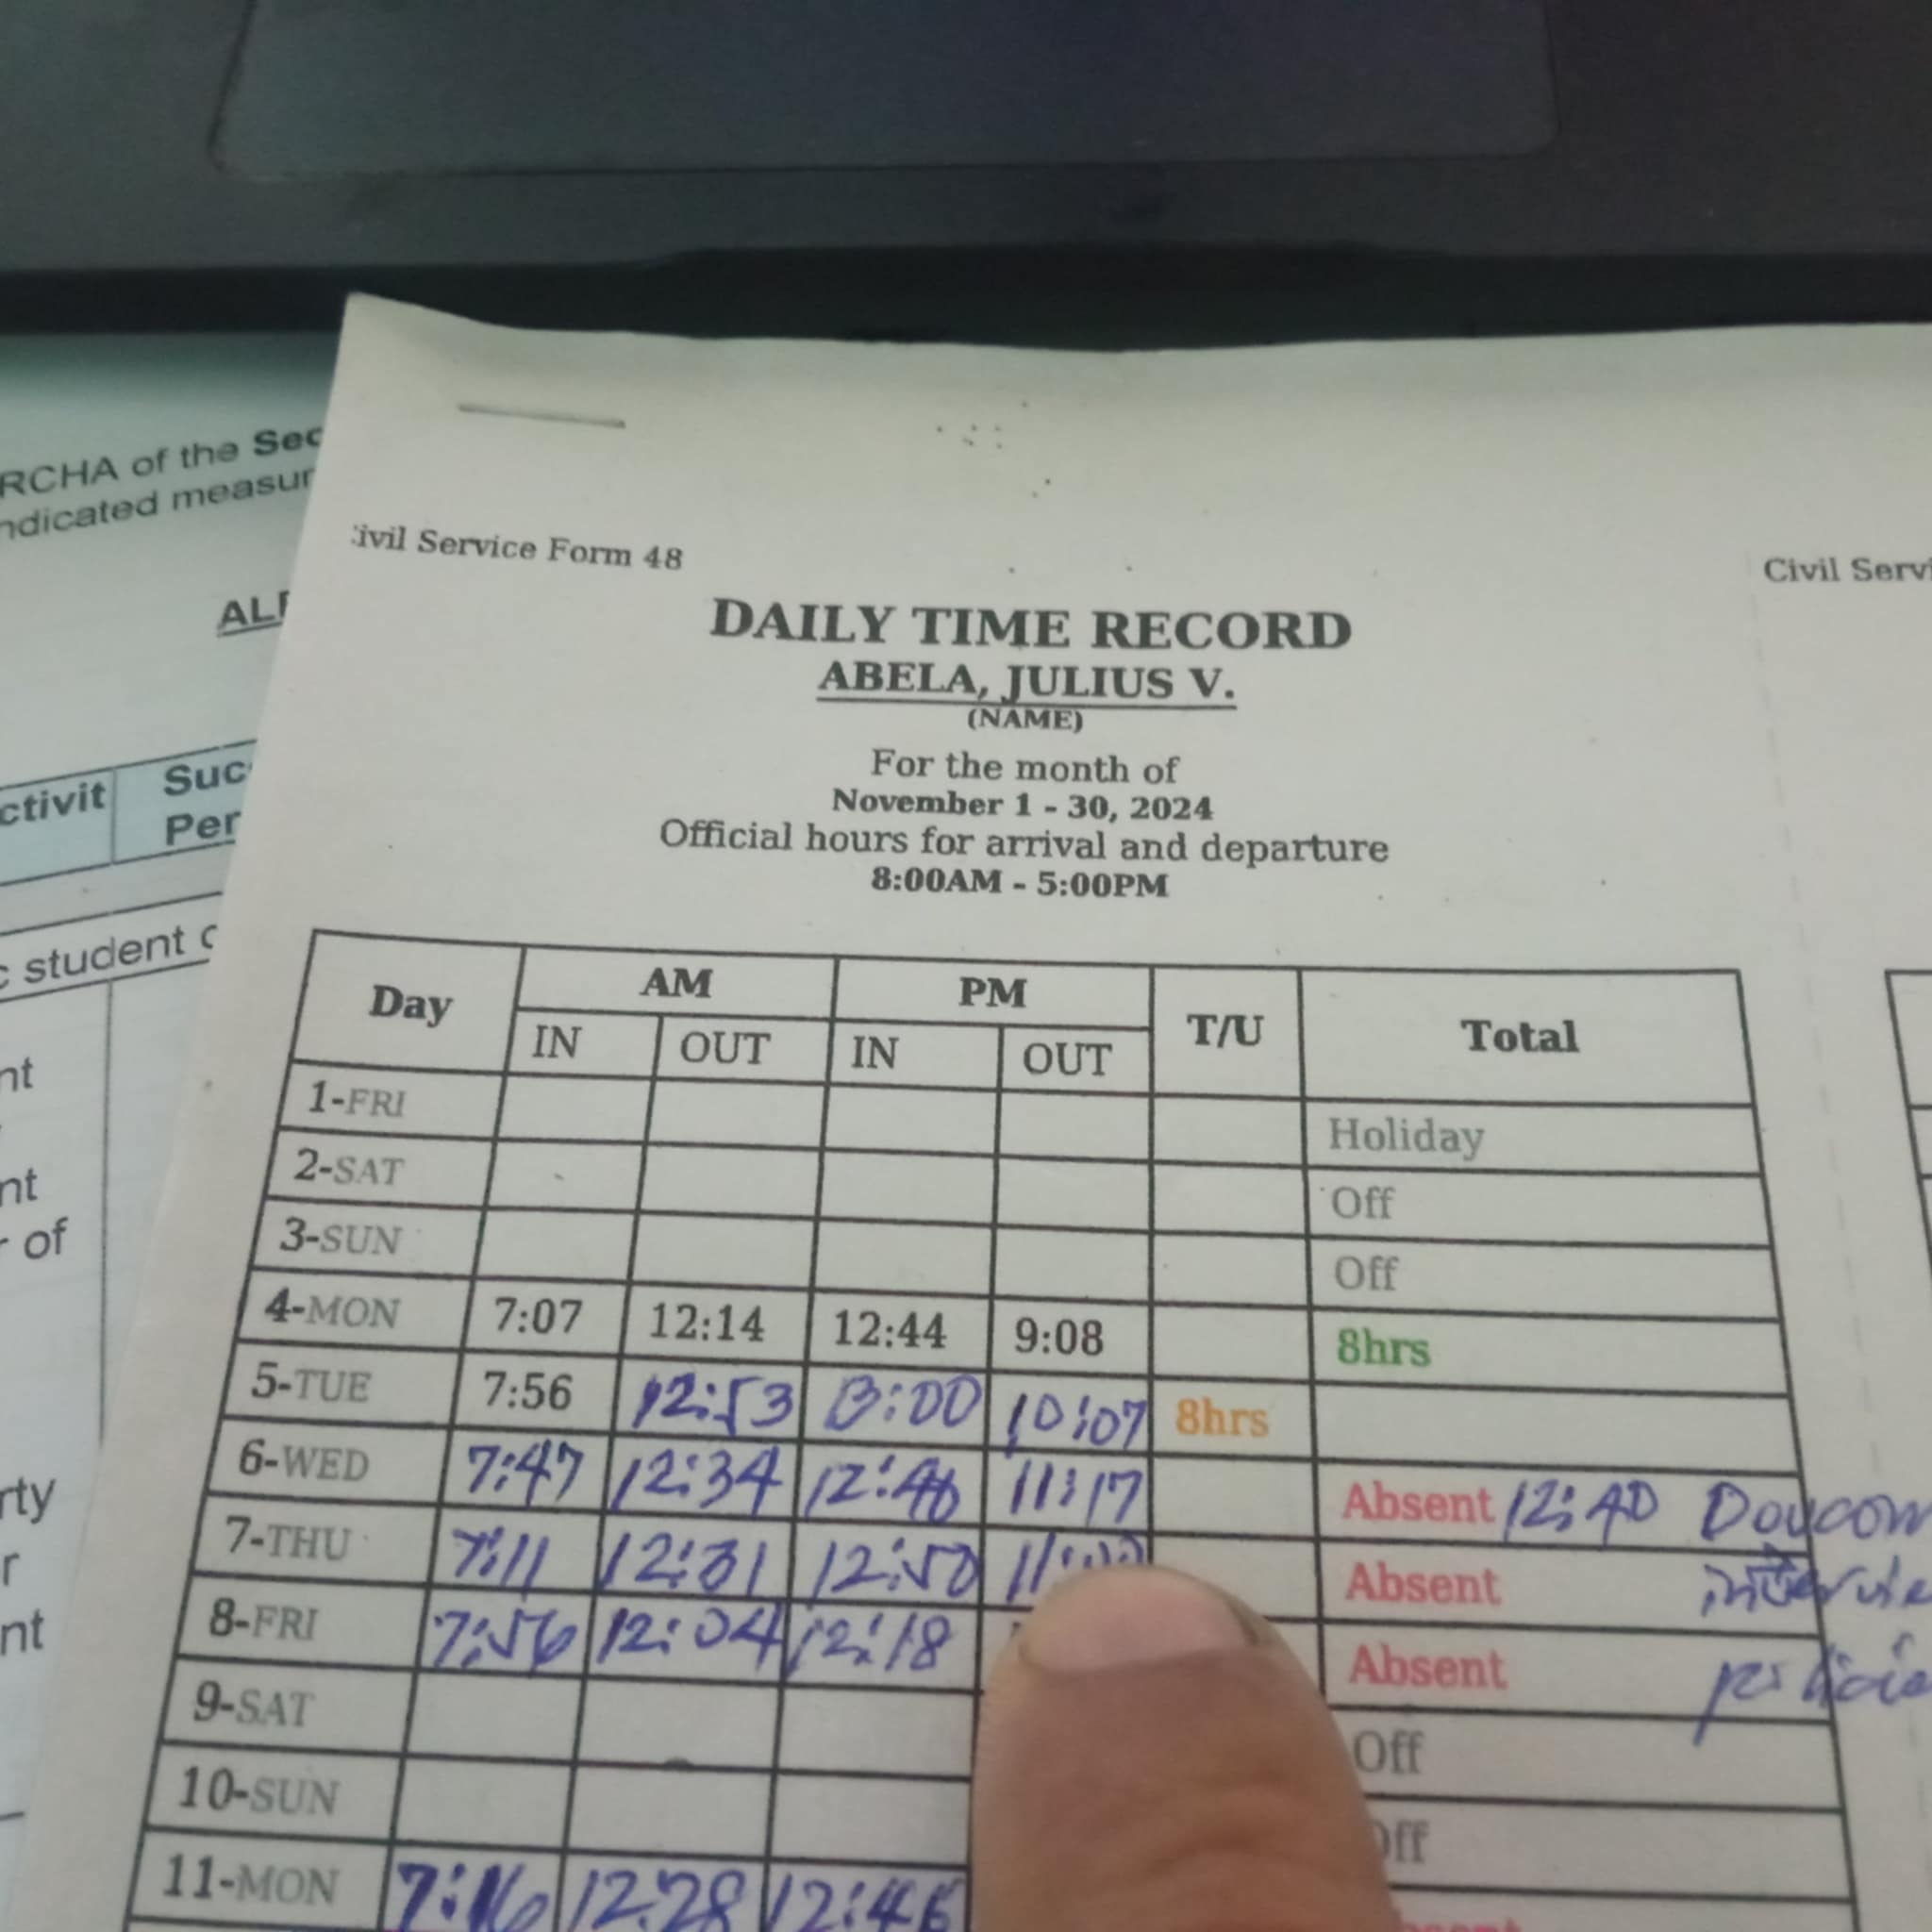 RCHA of the Sec
ndicated measur
ALF
ctivit Suc
Per
c student c
nt
nt
r of
rty
r
nt
ivil Service Form 48
Civil Servi
DAILY TIME RECORD
ABELA, JULIUS V.
(NAME)
For the month of
November 1 - 30, 2024
Official hours for arrival and departure
8:00AM - 5:00PM
Day AM PM T/U Total
IN OUT IN OUT
1-FRI Holiday
2-SAT Off
3-SUN Off
4-MON 7:07 12:14 12:44 9:08 8hrs
5-TUE 7:56 12:53 13:00 10:07 8hrs
6-WED 7:47 12:34 12:46 11:17 Absent 12:40
7-THU 7:11 12:31 12:50 Absent
8-FRI 7:56 12:04 12:18 Absent
9-SAT Off
10-SUN Off
11-MON 7:16 12:28 12:46